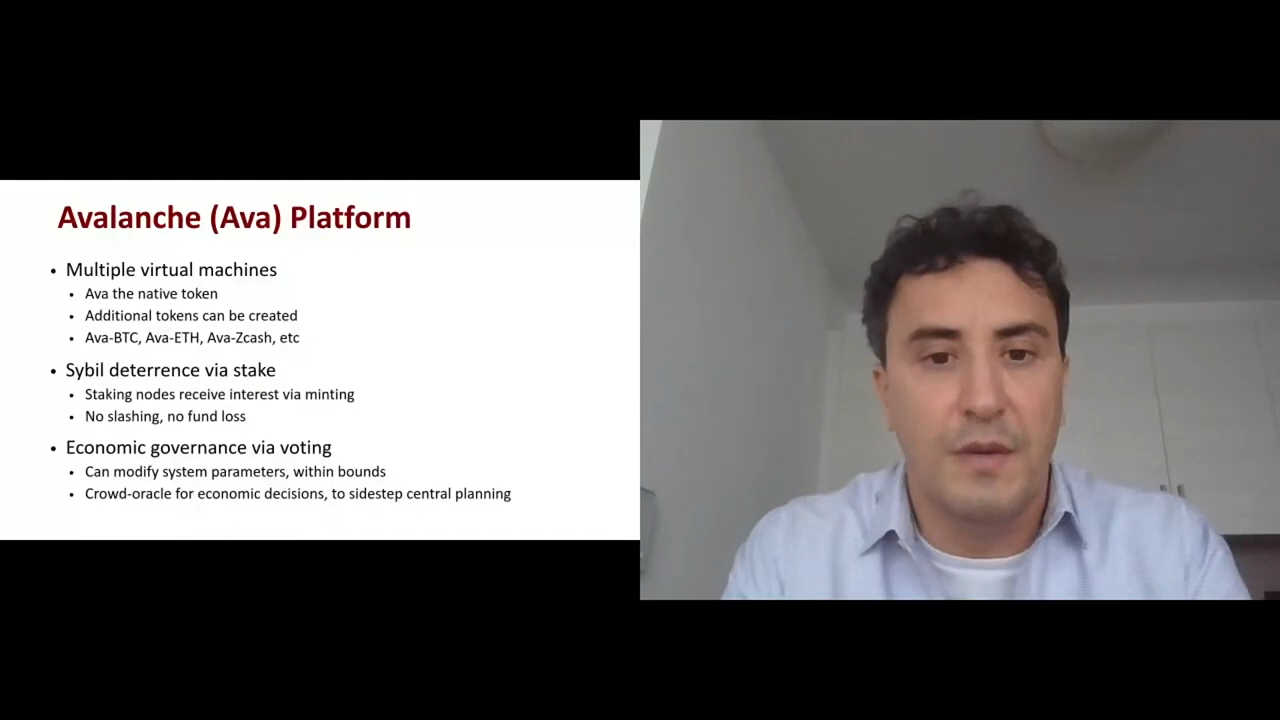 Avalanche (Ava) Platform
• Multiple virtual machines
• Ava the native token
• Additional tokens can be created
• Ava-BTC, Ava-ETH, Ava-Zcash, etc
• Sybil deterrence via stake
• Staking nodes receive interest via minting
• No slashing, no fund loss
• Economic governance via voting
• Can modify system parameters, within bounds
• Crowd-oracle for economic decisions, to sidestep central planning